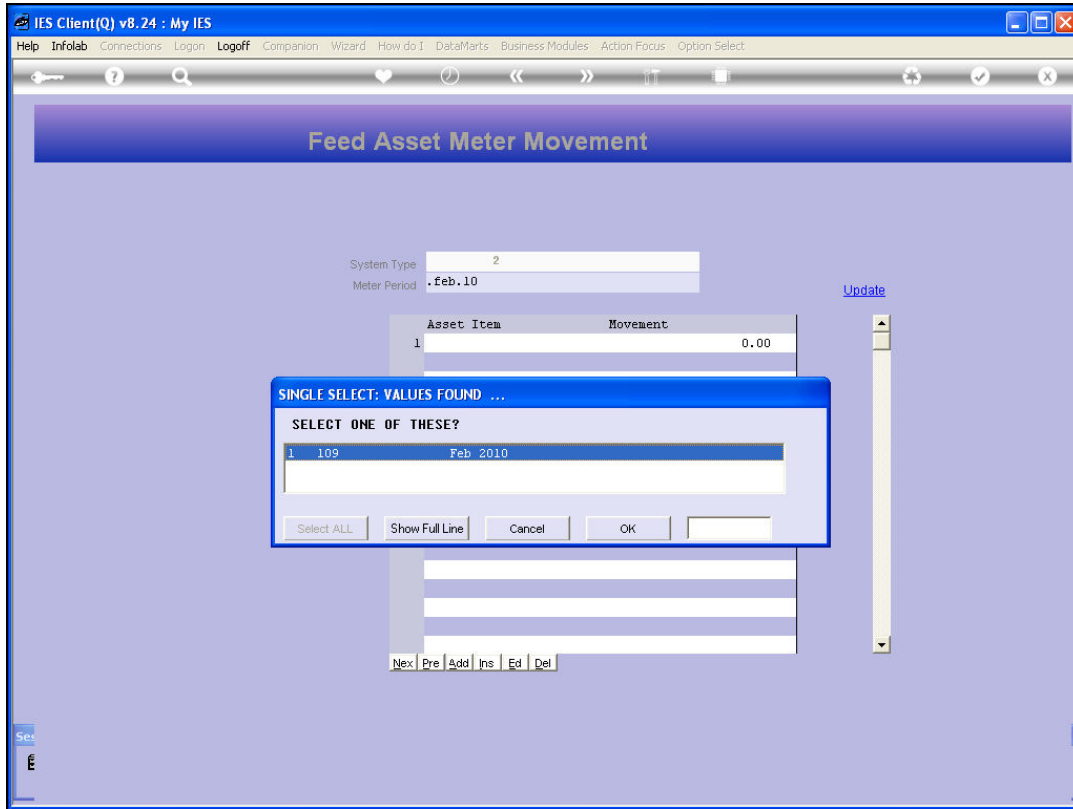 IES Client(Q) v8.24 : My IES
Help Infolab Connections Logon Logoff Companion Wizard How do I DataMarts Business Modules Action Focus Option Select
Feed Asset Meter Movement
System Type 2
Meter Period .feb.10
Update
Asset Item Movement
1 0.00
SINGLE SELECT: VALUES FOUND ...
SELECT ONE OF THESE?
1 109 Feb 2010
Select ALL Show Full Line Cancel OK
Nex Pre Add Ins Ed Del